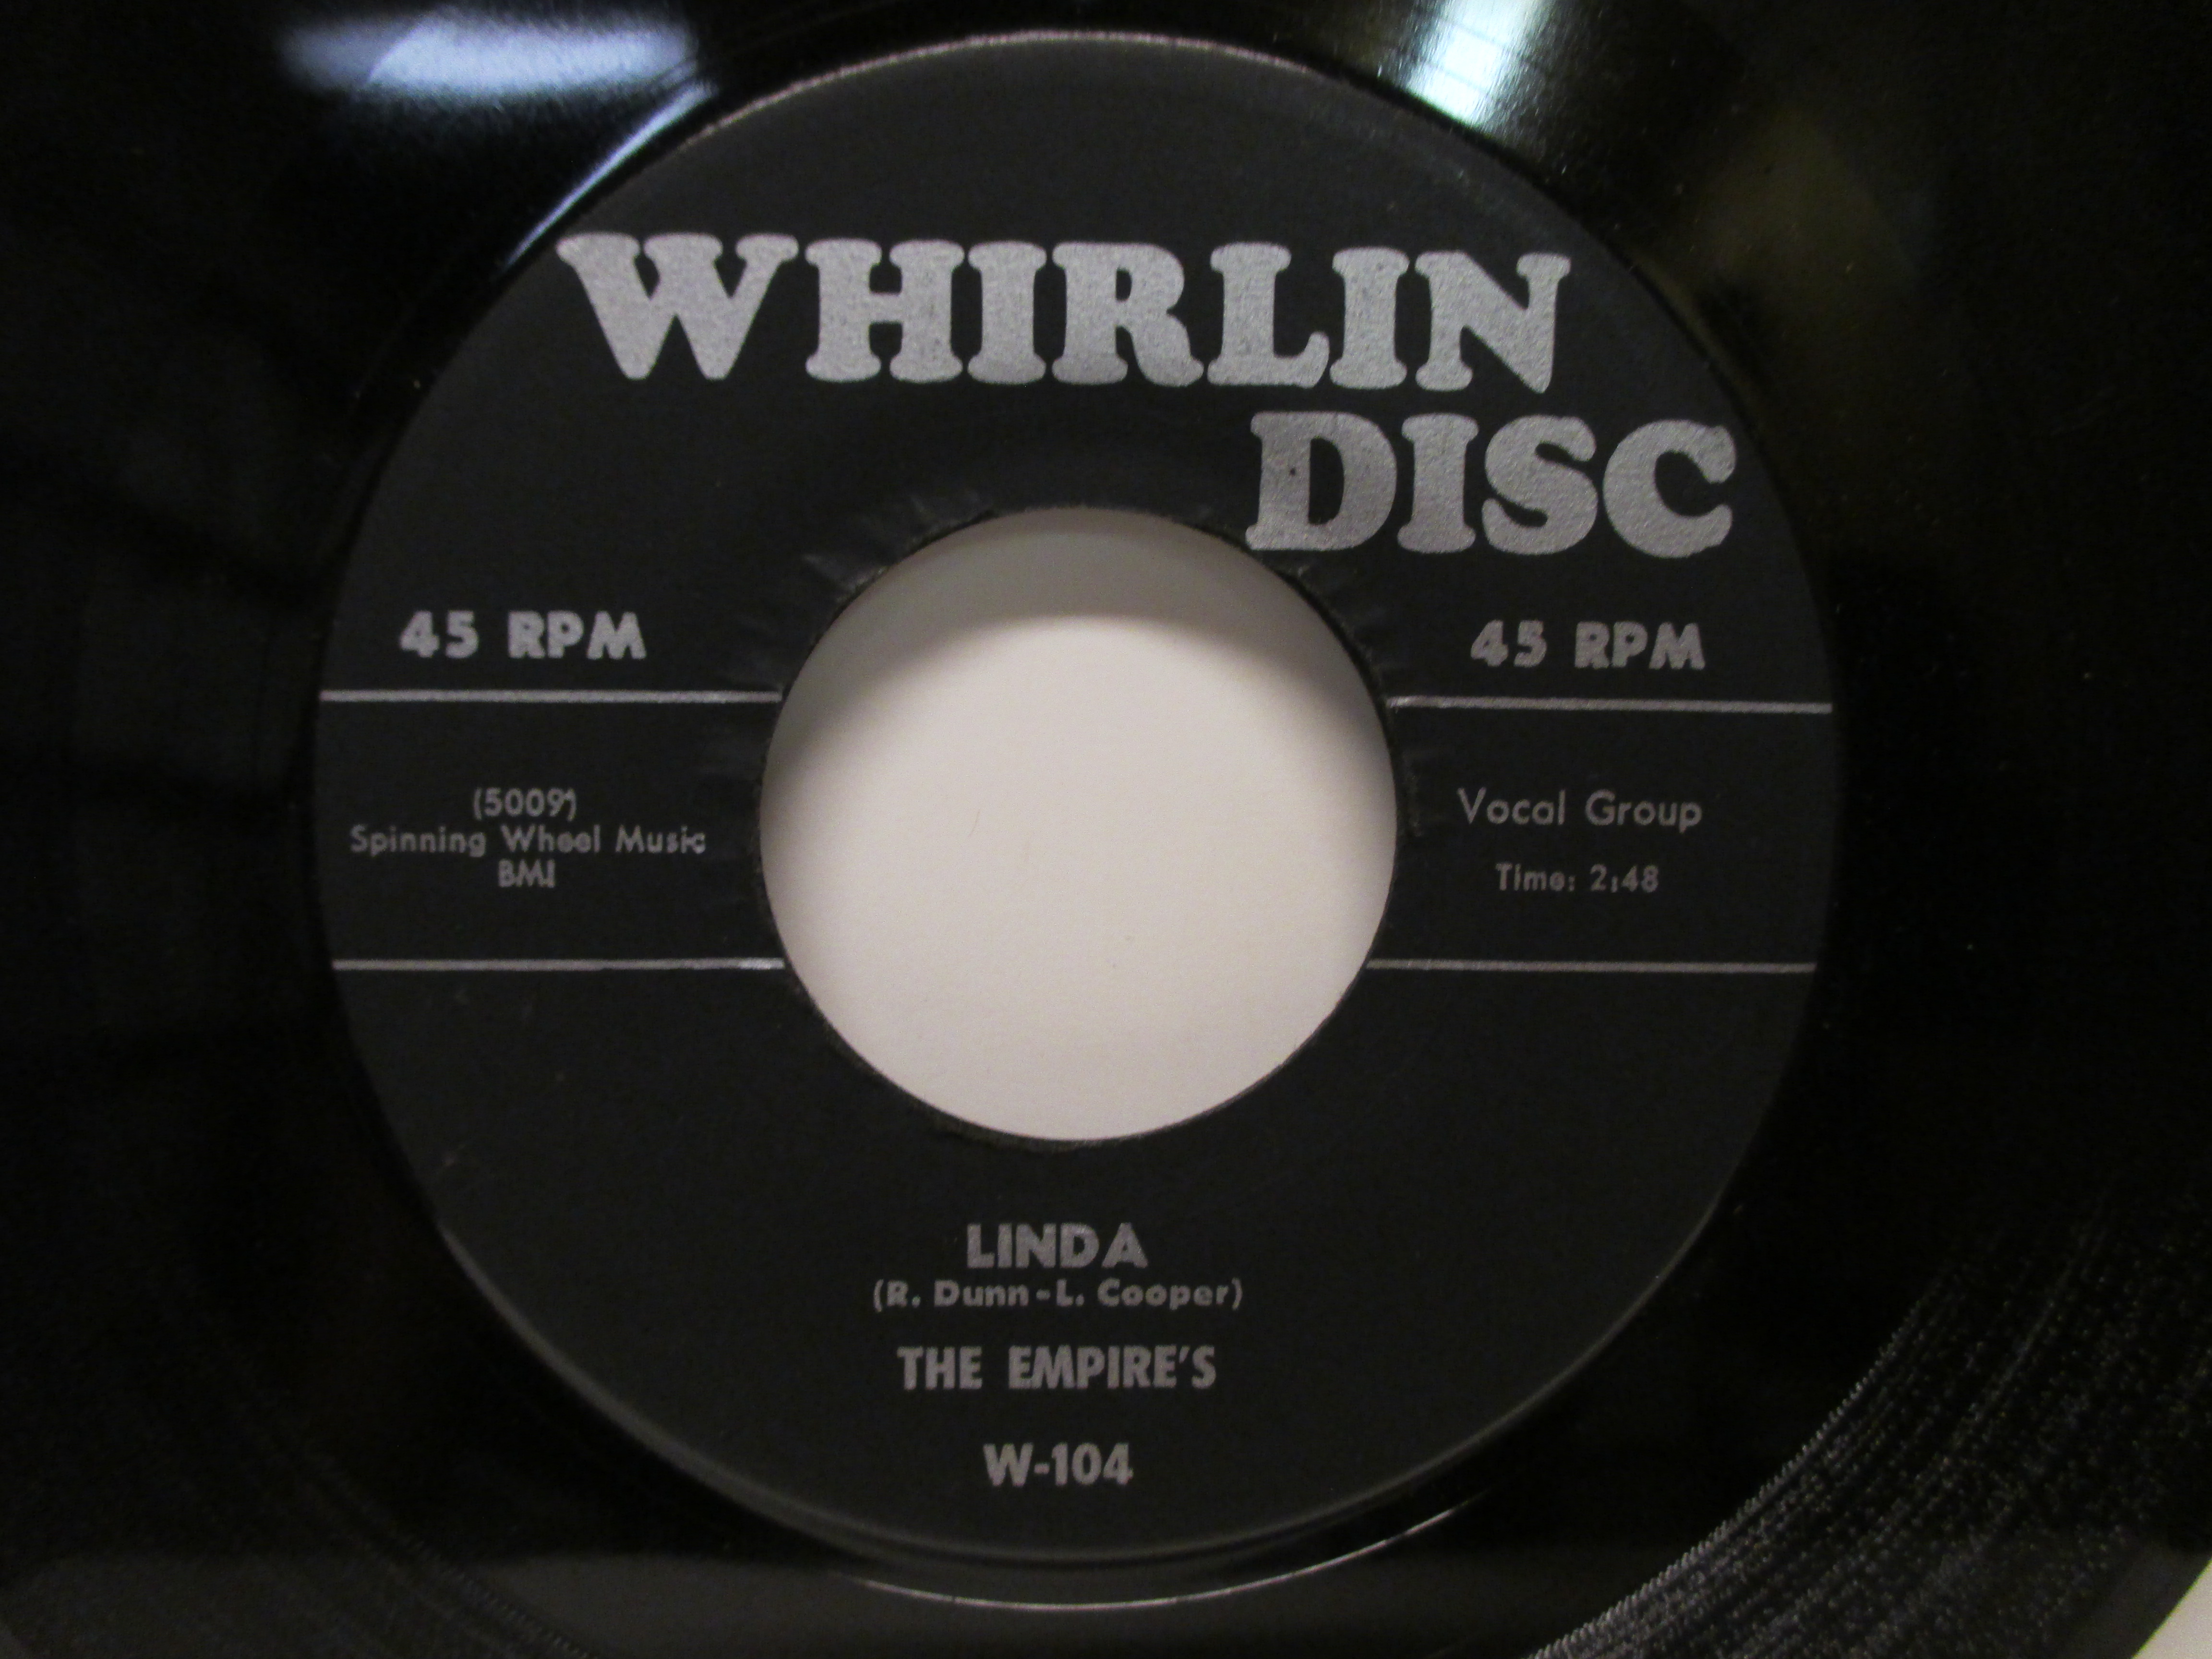 WHIRLIN
DISC
45 RPM
45 RPM
(5009)
Spinning Wheel Music
BMI
Vocal Group
Time: 2:48
LINDA
(R. Dunn-L. Cooper)
THE EMPIRE'S
W-104